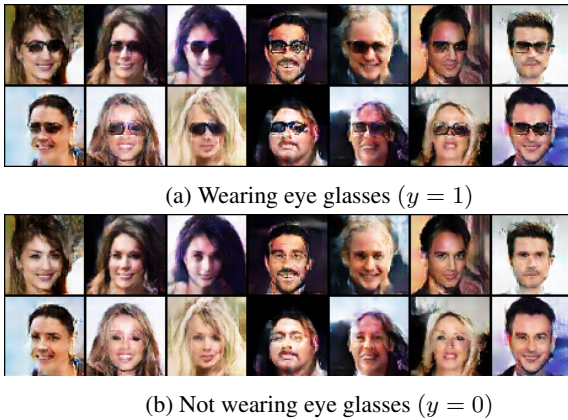 (a) Wearing eye glasses (y = 1)
(b) Not wearing eye glasses (y = 0)